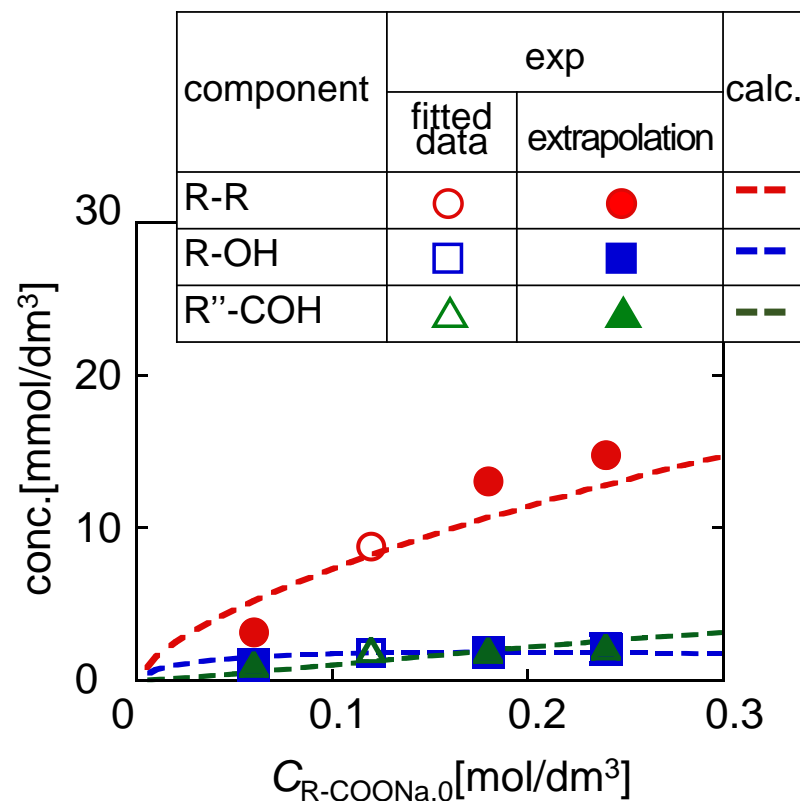 component exp calc.
fitted data extrapolation
R-R
R-OH
R’’-COH
30
20
10
0
0 0.1 0.2 0.3
conc.[mmol/dm³]
C_R-COONa,0[mol/dm³]